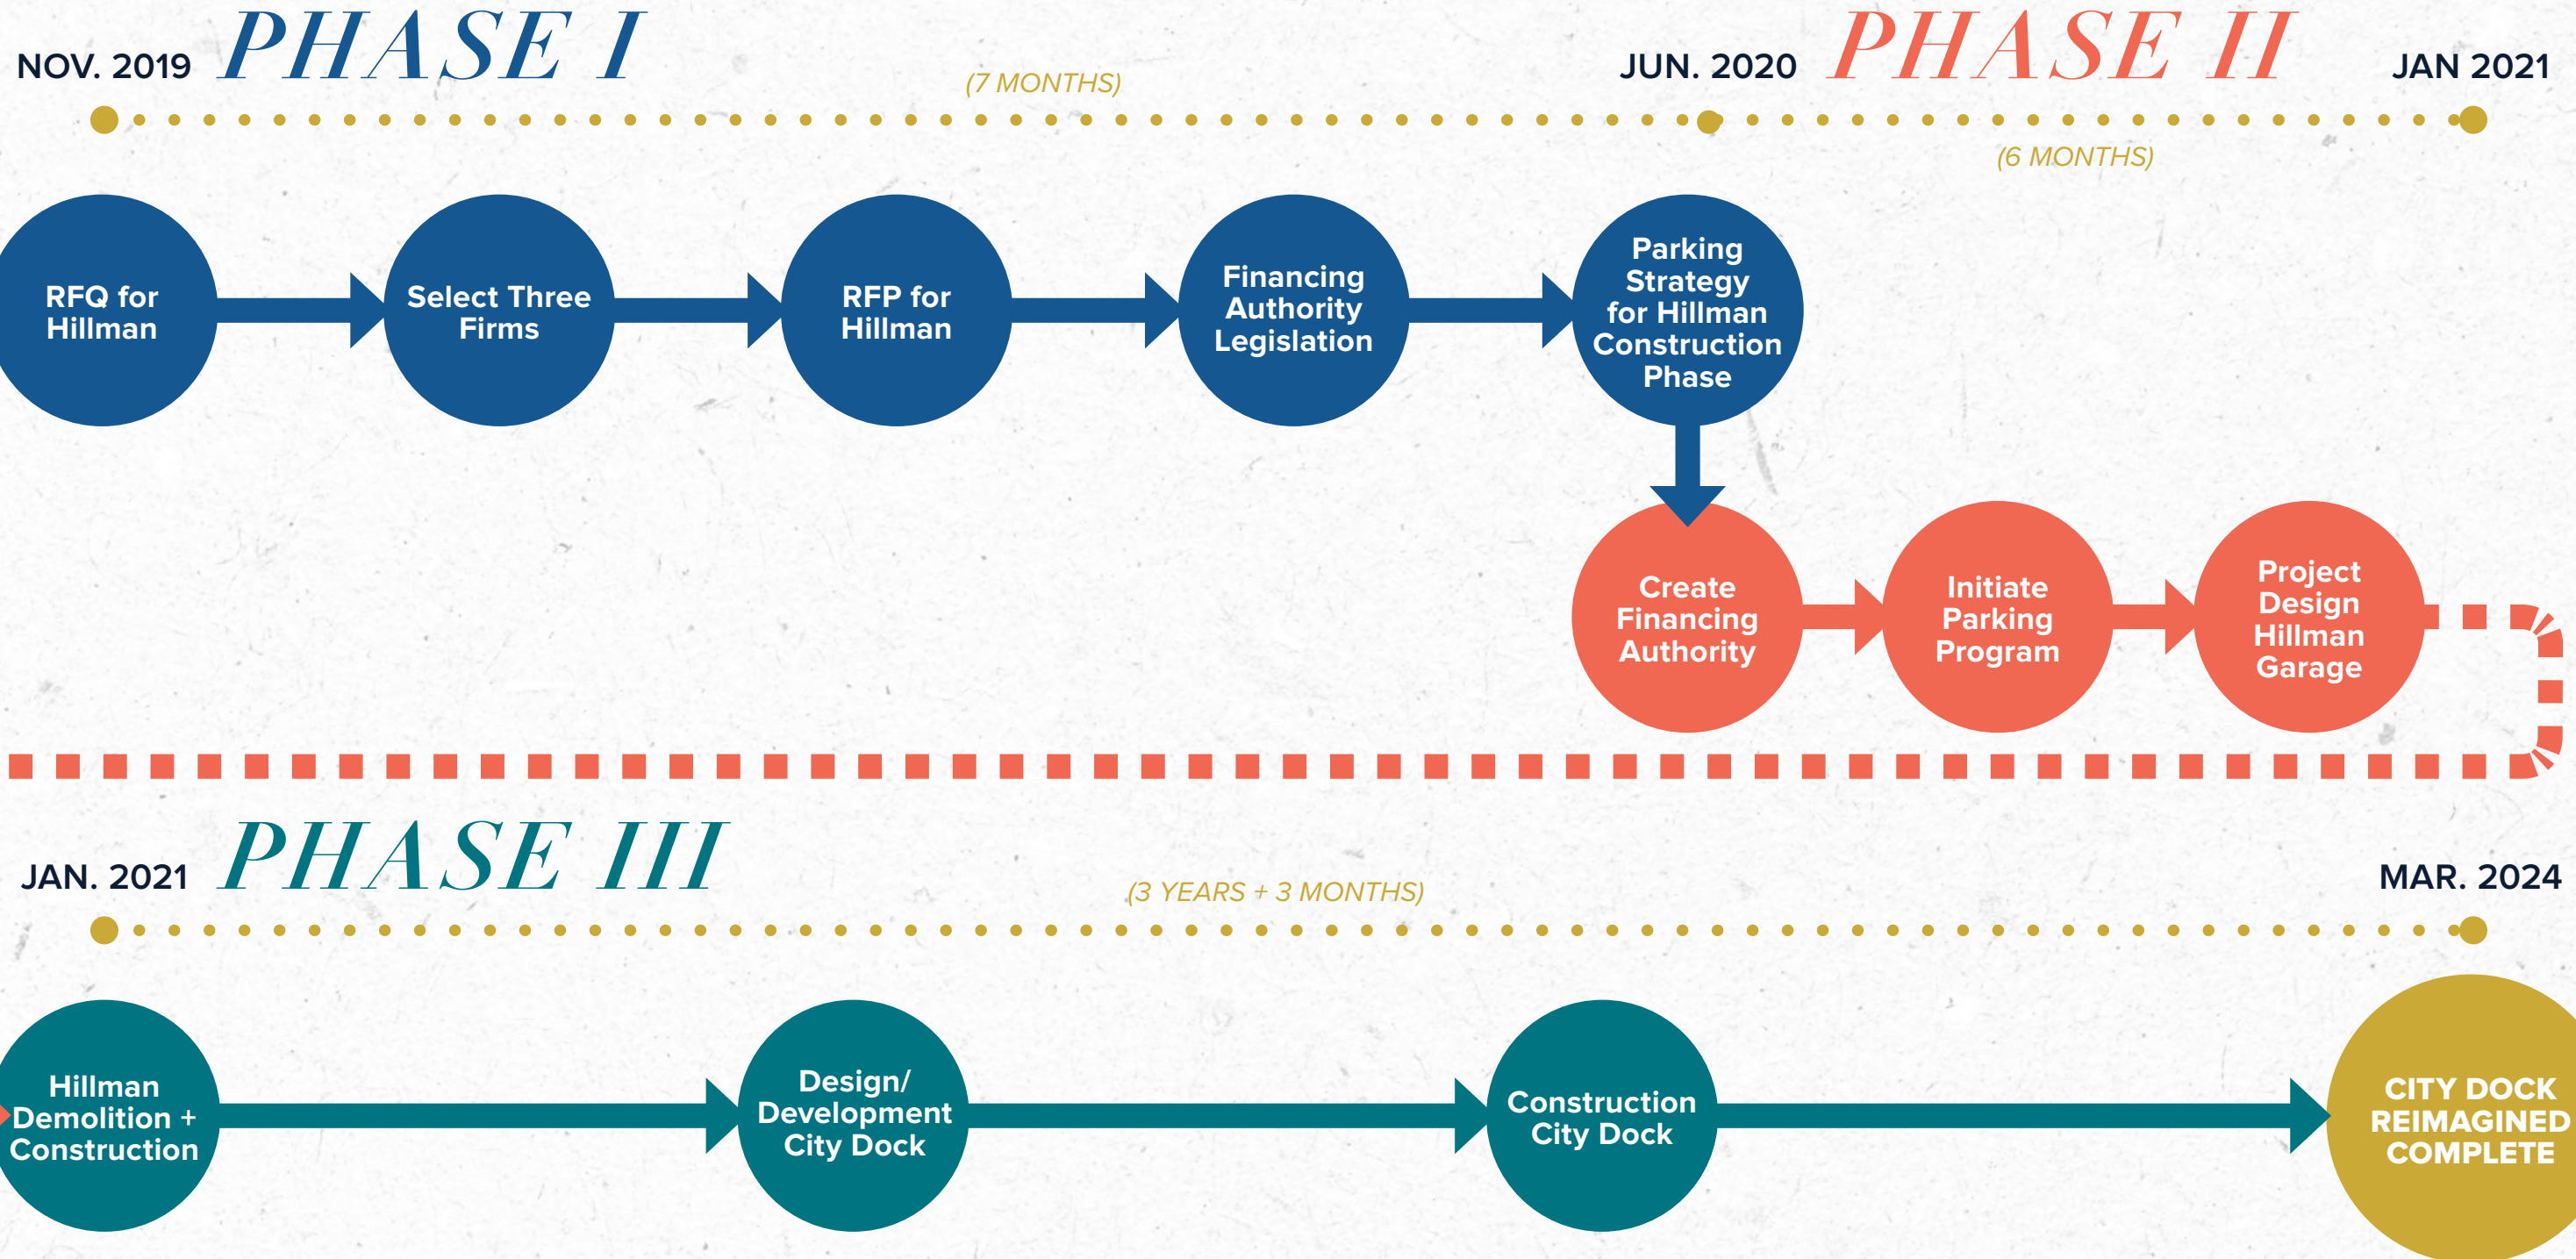 NOV. 2019
PHASE I
(7 MONTHS)
JUN. 2020
PHASE II
JAN 2021
(6 MONTHS)
RFQ for
Hillman
Select Three
Firms
RFP for
Hillman
Financing
Authority
Legislation
Parking
Strategy
for Hillman
Construction
Phase
Create
Financing
Authority
Initiate
Parking
Program
Project
Design
Hillman
Garage
JAN. 2021
PHASE III
(3 YEARS + 3 MONTHS)
MAR. 2024
Hillman
Demolition +
Construction
Design/
Development
City Dock
Construction
City Dock
CITY DOCK
REIMAGINED
COMPLETE